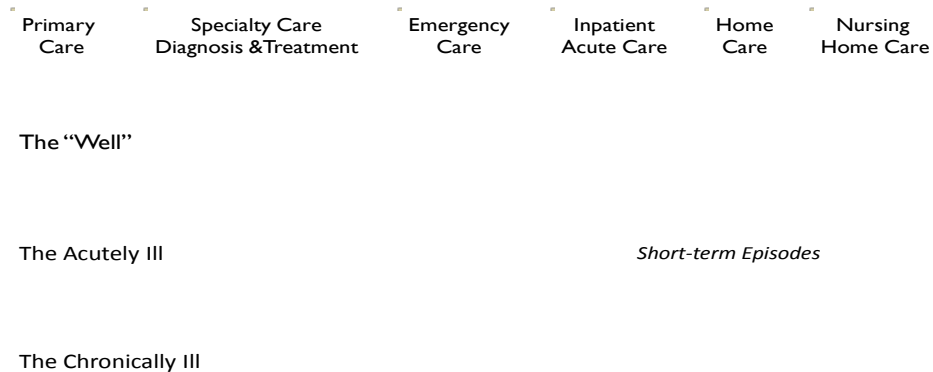 Primary
Care
Specialty Care
Diagnosis &Treatment
Emergency
Care
Inpatient
Acute Care
Home
Care
Nursing
Home Care
The “Well”
The Acutely Ill
Short-term Episodes
The Chronically Ill